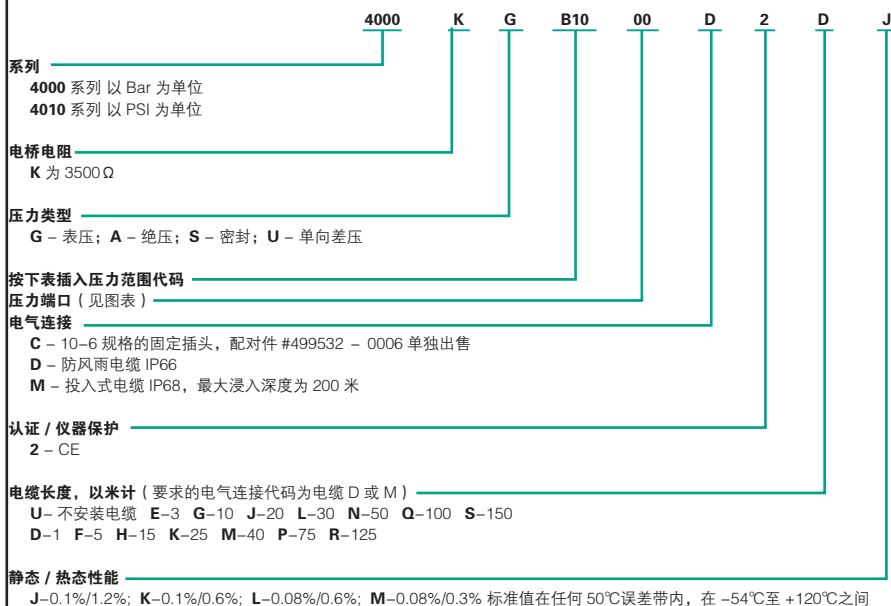 4000 K G B10 00 D 2 D J
系列
4000 系列 以 Bar 为单位
4010 系列 以 PSI 为单位
电桥电阻
K 为 3500Ω
压力类型
G – 表压；A – 绝压；S – 密封；U – 单向差压
按下表插入压力范围代码
压力端口（见图表）
电气连接
C – 10–6 规格的固定插头，配对件 #499532 – 0006 单独出售
D – 防风雨电缆 IP66
M – 投入式电缆 IP68，最大浸入深度为 200 米
认证 / 仪器保护
2 – CE
电缆长度，以米计（要求的电气连接代码为电缆 D 或 M）
U– 不安装电缆 E–3 G–10 J–20 L–30 N–50 Q–100 S–150
D–1 F–5 H–15 K–25 M–40 P–75 R–125
静态 / 热态性能
J–0.1%/1.2%; K–0.1%/0.6%; L–0.08%/0.6%; M–0.08%/0.3% 标准值在任何 50℃误差带内，在 –54℃至 +120℃之间